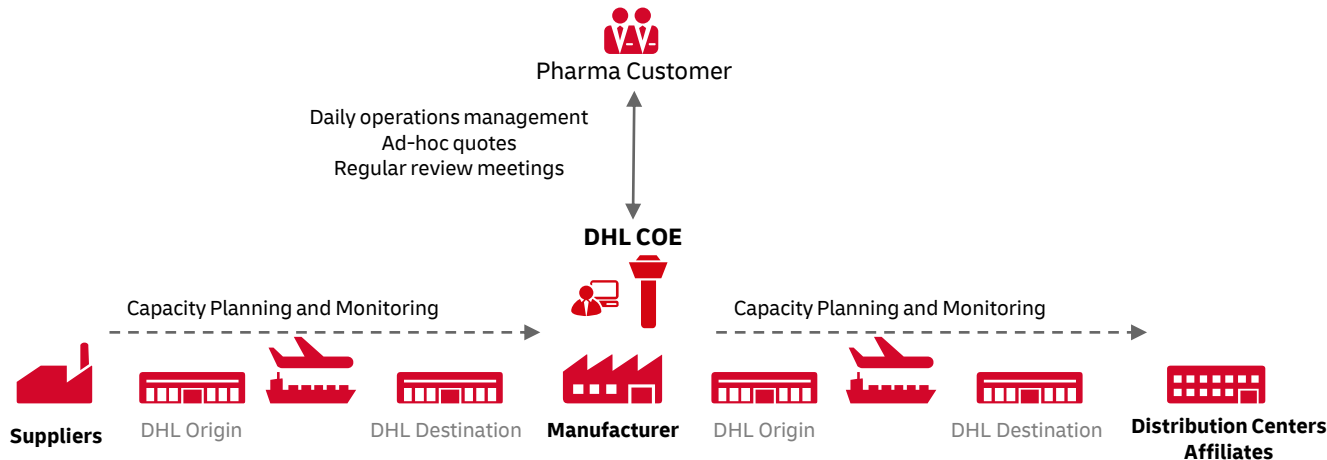 Pharma Customer
Daily operations management
Ad-hoc quotes
Regular review meetings
DHL COE
Capacity Planning and Monitoring
Capacity Planning and Monitoring
Suppliers
DHL Origin
DHL Destination
Manufacturer
DHL Origin
DHL Destination
Distribution Centers
Affiliates